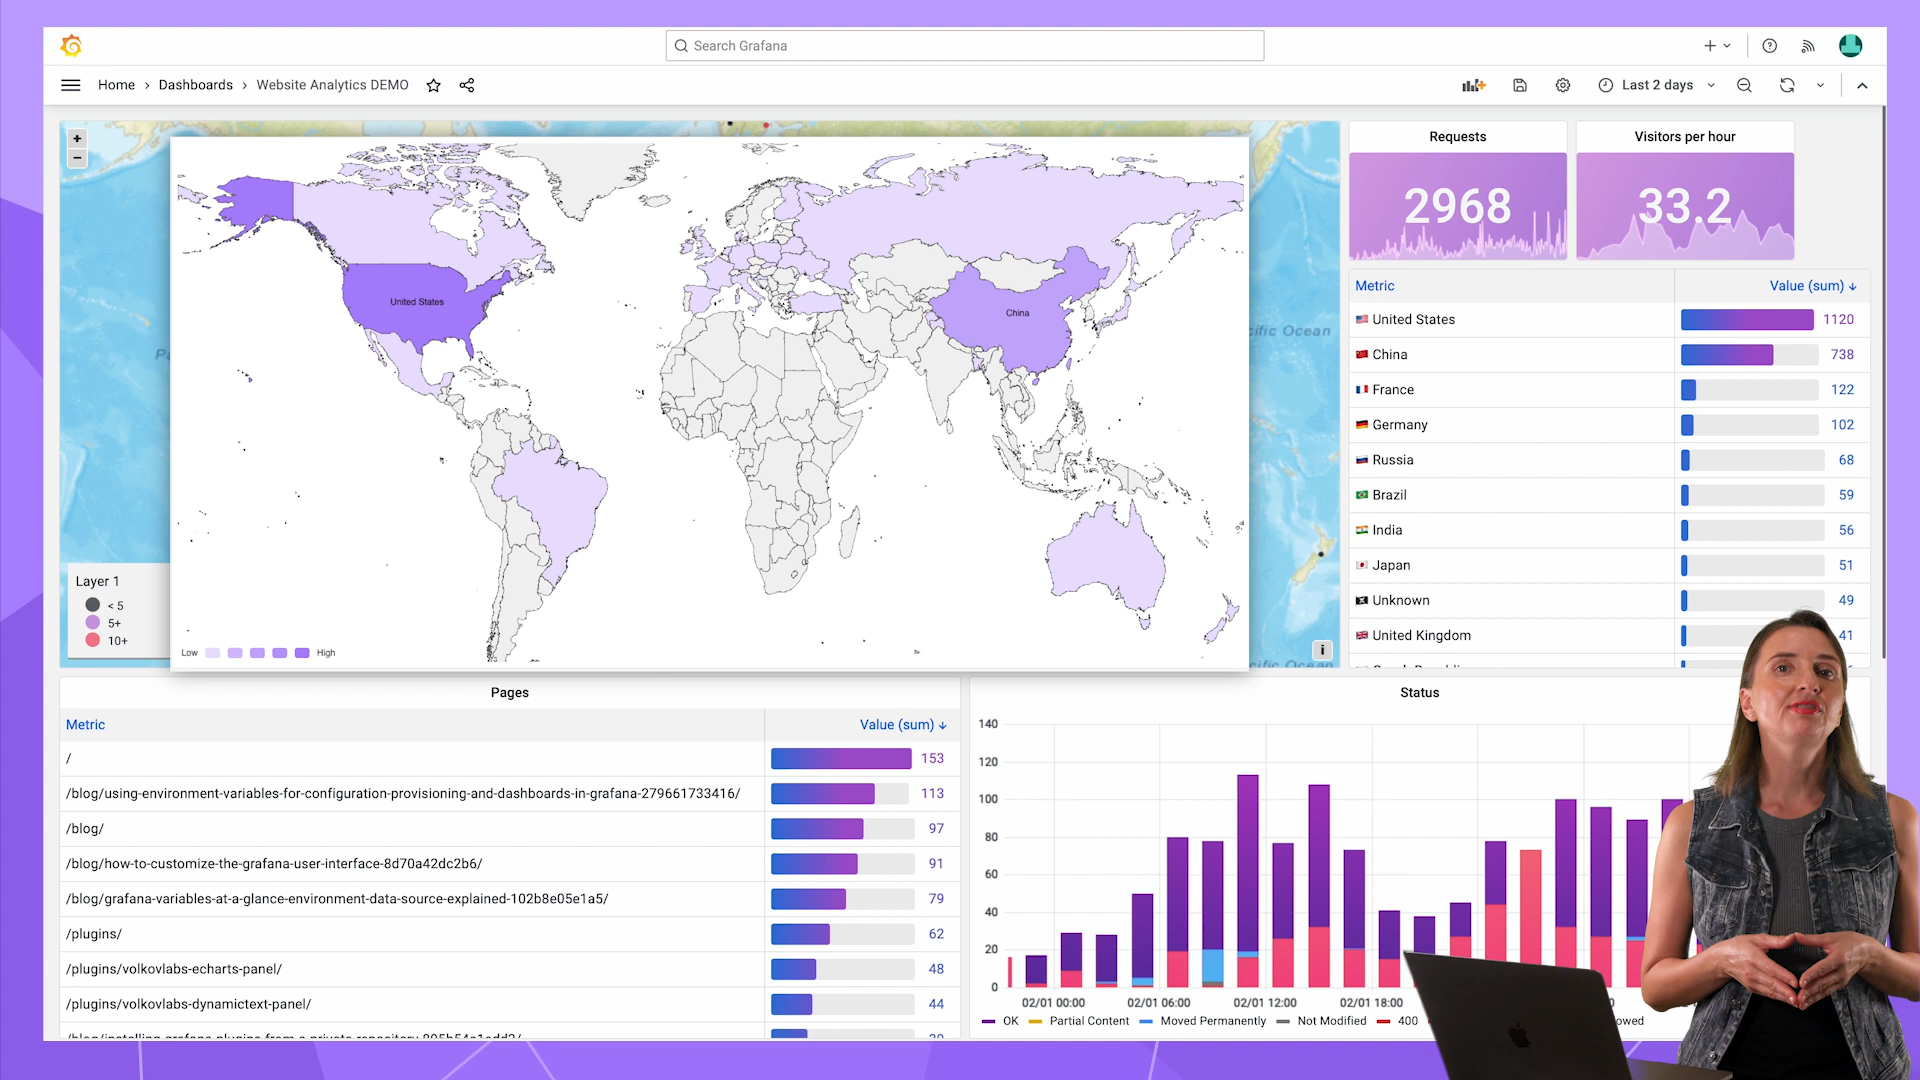 Search Grafana
Home › Dashboards › Website Analytics DEMO
Last 2 days
+
−
United States
China
Low
High
Layer 1
< 5
5+
10+
i
Requests
2968
Visitors per hour
33.2
Metric
Value (sum) ↓
United States 1120
China 738
France 122
Germany 102
Russia 68
Brazil 59
India 56
Japan 51
Unknown 49
United Kingdom 41
Pages
Metric Value (sum) ↓
/ 153
/blog/using-environment-variables-for-configuration-provisioning-and-dashboards-in-grafana-279661733416/ 113
/blog/ 97
/blog/how-to-customize-the-grafana-user-interface-8d70a42dc2b6/ 91
/blog/grafana-variables-at-a-glance-environment-data-source-explained-102b8e05e1a5/ 79
/plugins/ 62
/plugins/volkovlabs-echarts-panel/ 48
/plugins/volkovlabs-dynamictext-panel/ 44
Status
140
120
100
80
60
40
20
0
02/01 00:00 02/01 06:00 02/01 12:00 02/01 18:00
OK Partial Content Moved Permanently Not Modified 400